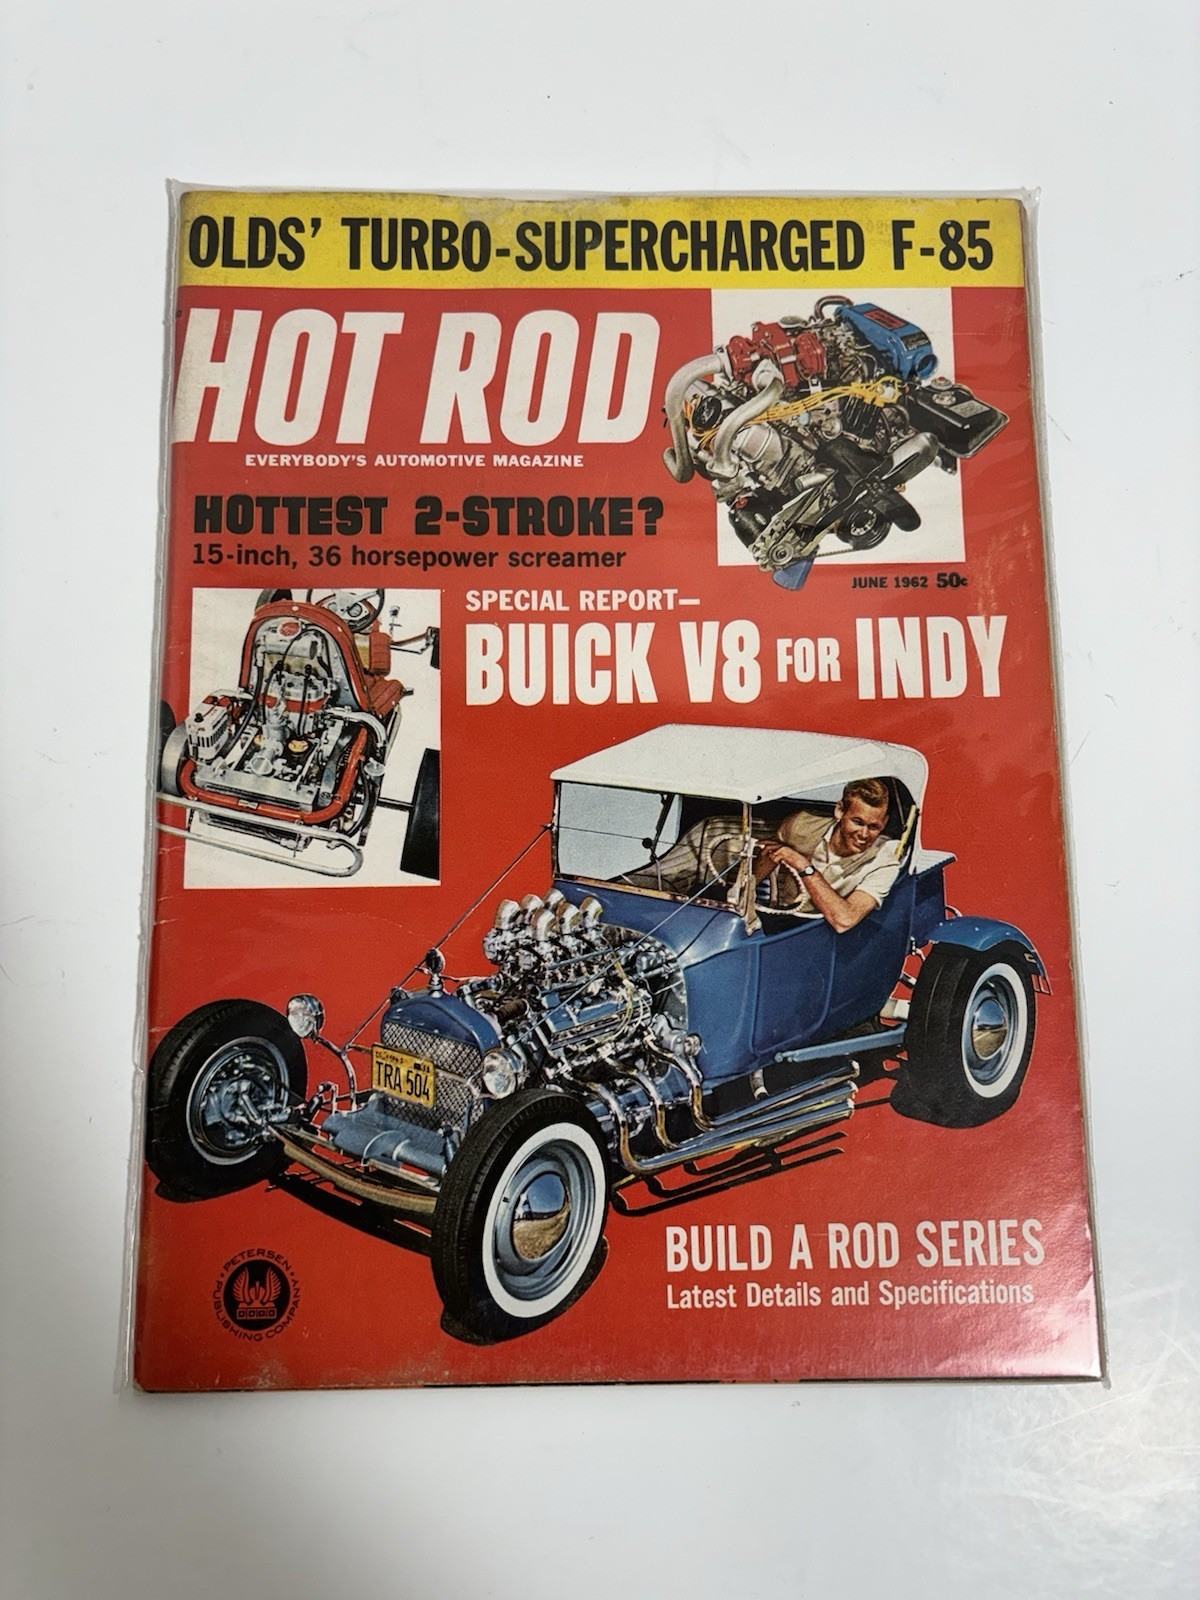 OLDS' TURBO-SUPERCHARGED F-85
HOT ROD
EVERYBODY'S AUTOMOTIVE MAGAZINE
HOTTEST 2-STROKE?
15-inch, 36 horsepower screamer
JUNE 1962 50¢
SPECIAL REPORT—
BUICK V8 FOR INDY
TRA 504
BUILD A ROD SERIES
Latest Details and Specifications
PETERSEN
PUBLISHING COMPANY